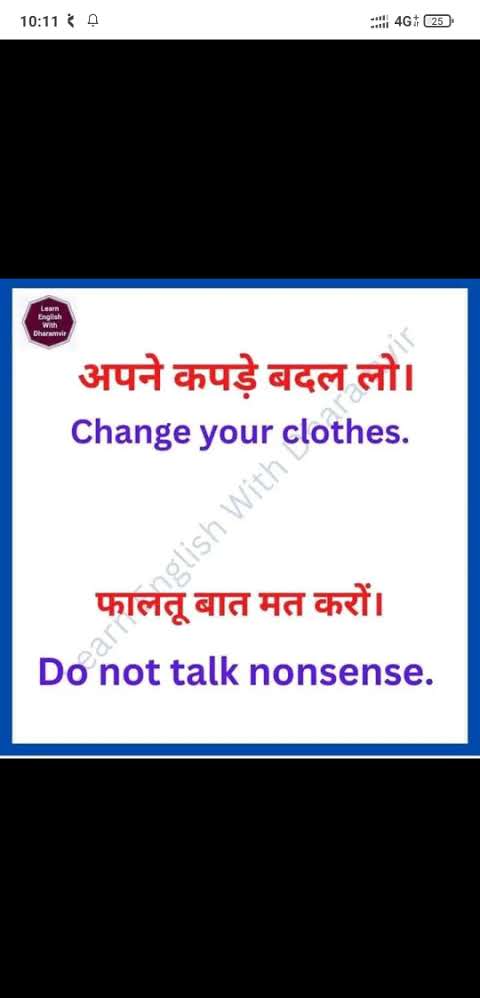 10:11
4G+
25
Learn
English
With
Dharamvir
अपने कपड़े बदल लो।
Change your clothes.
फालतू बात मत करों।
Do not talk nonsense.
Learn English With Dharamvir